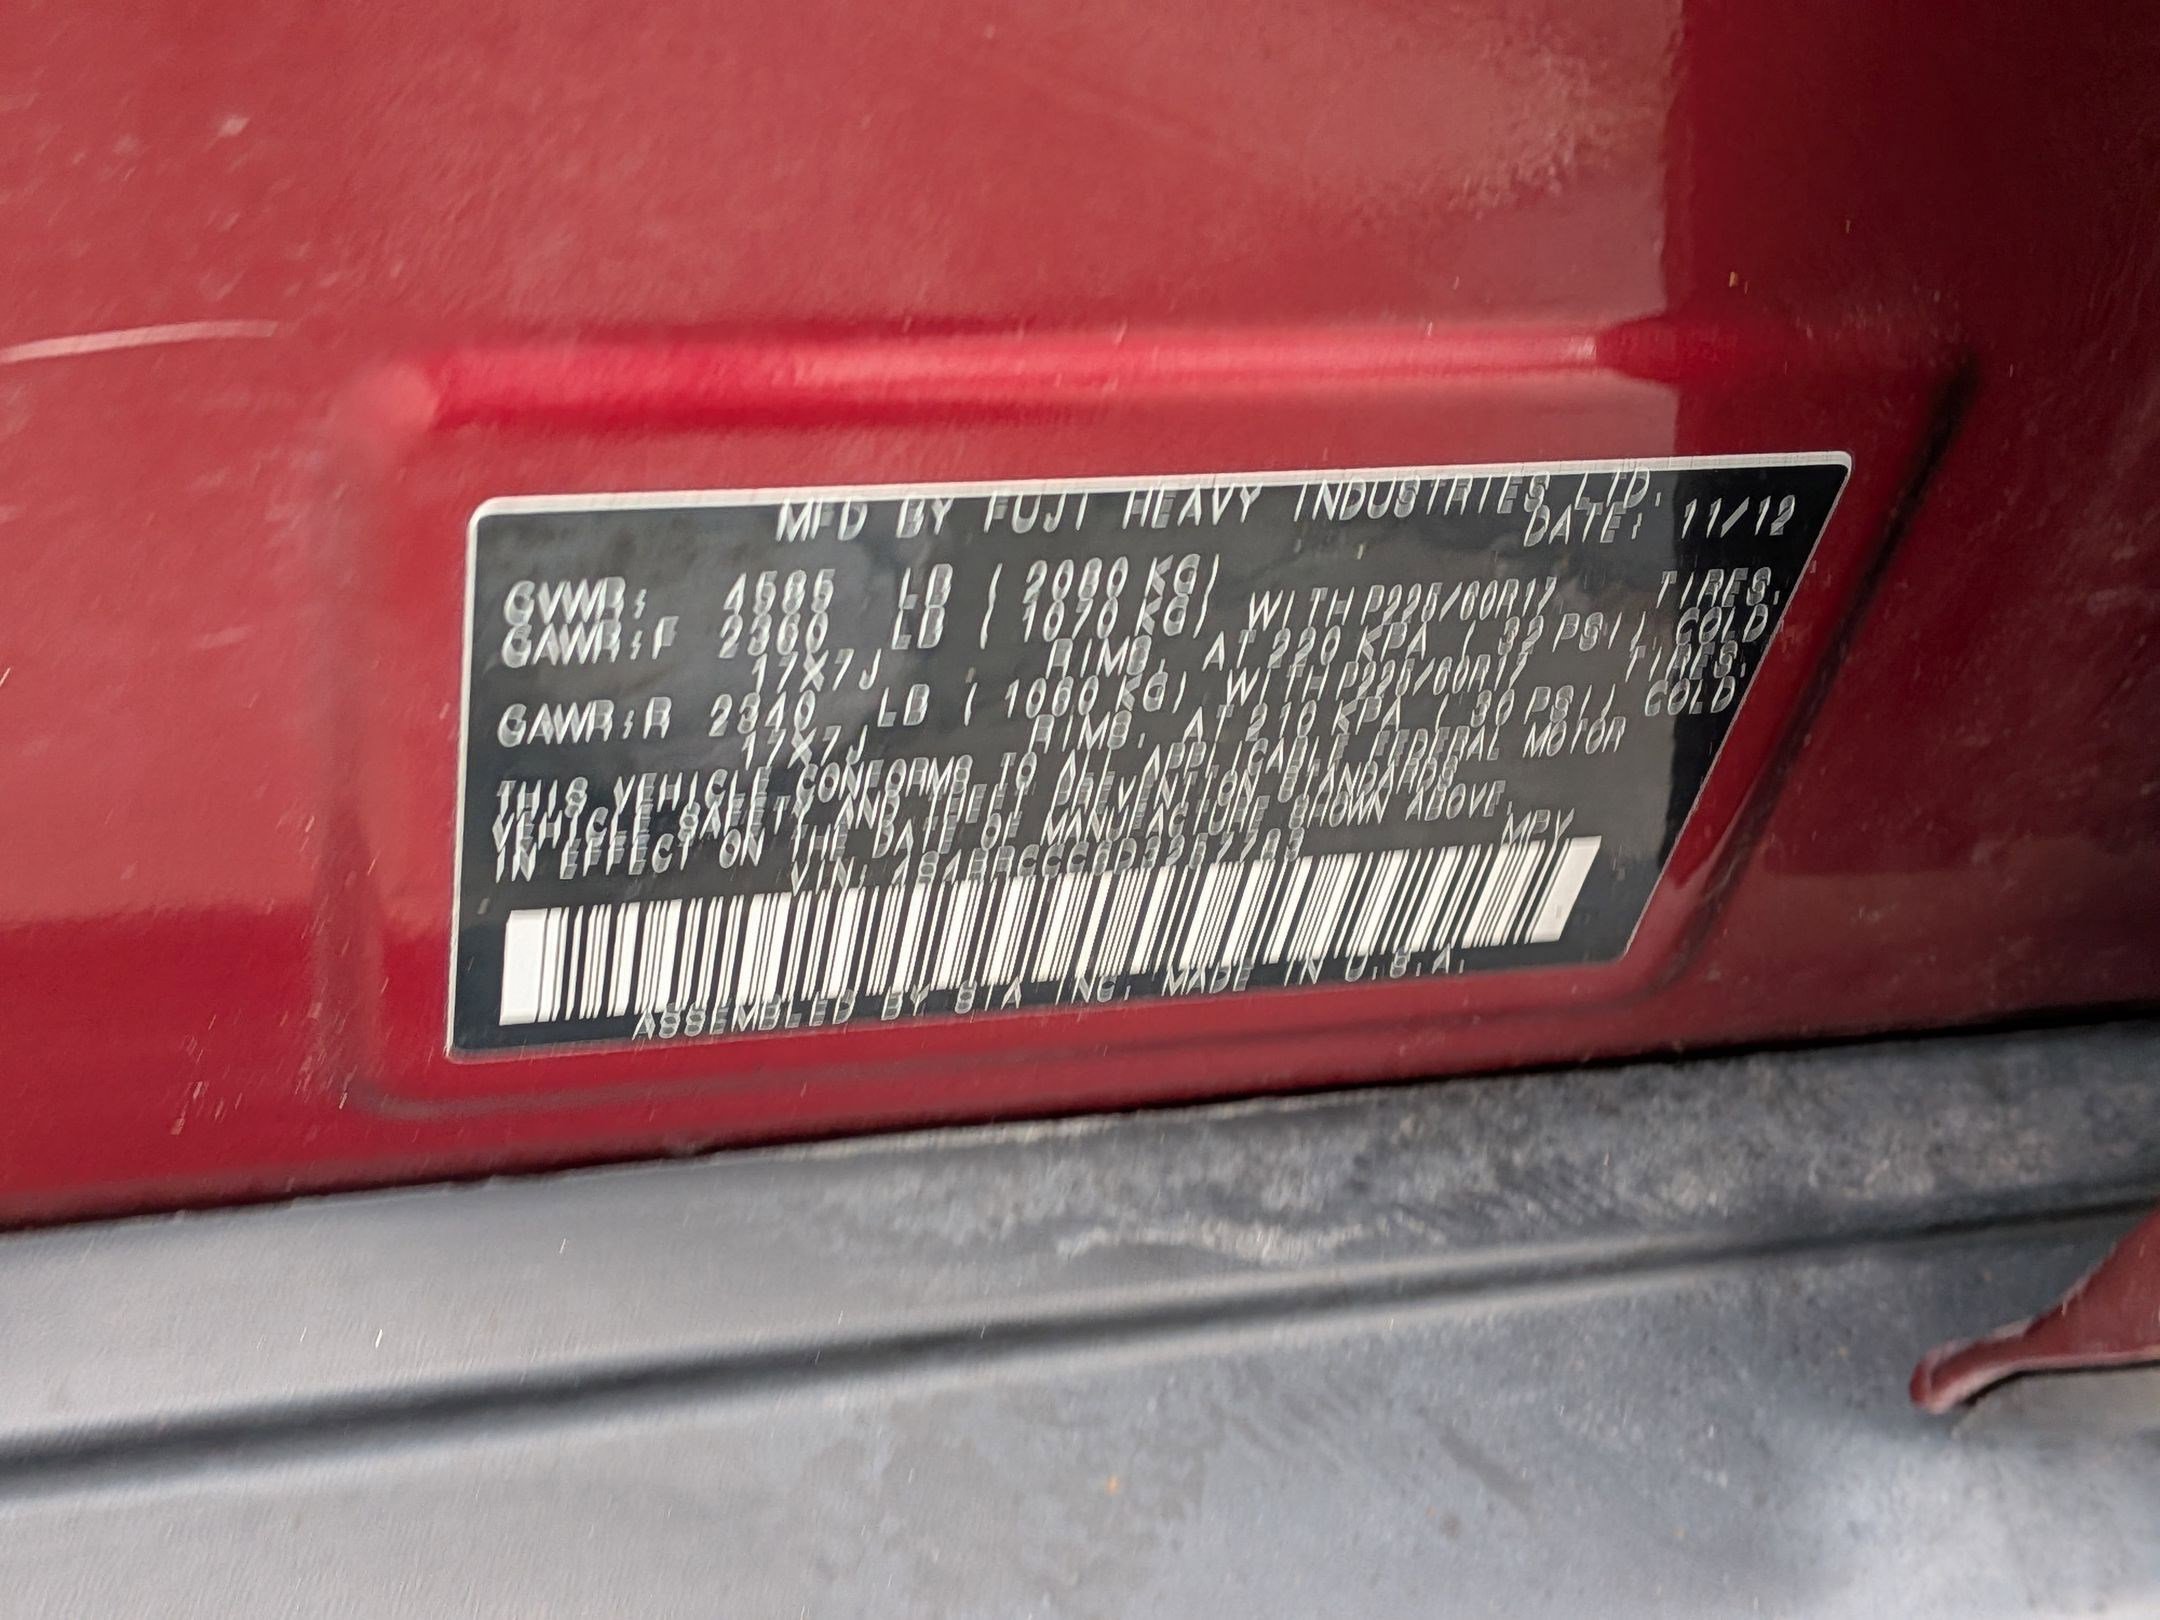 MFD BY FUJI HEAVY INDUSTRIES LTD.
DATE: 11/12
GVWR: 4585 LB ( 2080 KG)
GAWR:F 2360 LB ( 1070 KG) WITH P225/60R17 TIRES,
17X7J RIMS, AT 220 KPA ( 32 PSI) COLD
GAWR:R 2340 LB ( 1060 KG) WITH P225/60R17 TIRES,
17X7J RIMS, AT 210 KPA ( 30 PSI) COLD
THIS VEHICLE CONFORMS TO ALL APPLICABLE FEDERAL MOTOR
VEHICLE SAFETY AND THEFT PREVENTION STANDARDS
IN EFFECT ON THE DATE OF MANUFACTURE SHOWN ABOVE.
VIN: MPV
ASSEMBLED BY SIA INC. MADE IN U.S.A.